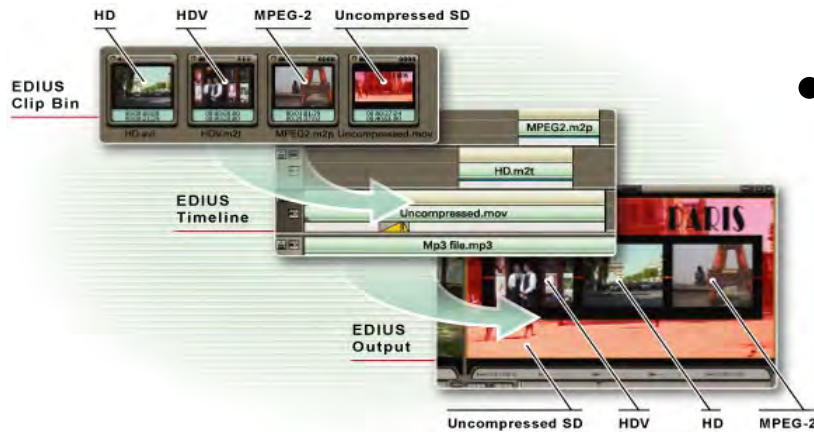 HD HDV MPEG-2 Uncompressed SD
EDIUS
Clip Bin
HD.avi HDV.m2t MPEG2.m2p Uncompressed.mov
MPEG2.m2p
HD.m2t
EDIUS
Timeline
Uncompressed.mov
Mp3 file.mp3
PARIS
EDIUS
Output
Uncompressed SD HDV HD MPEG-2